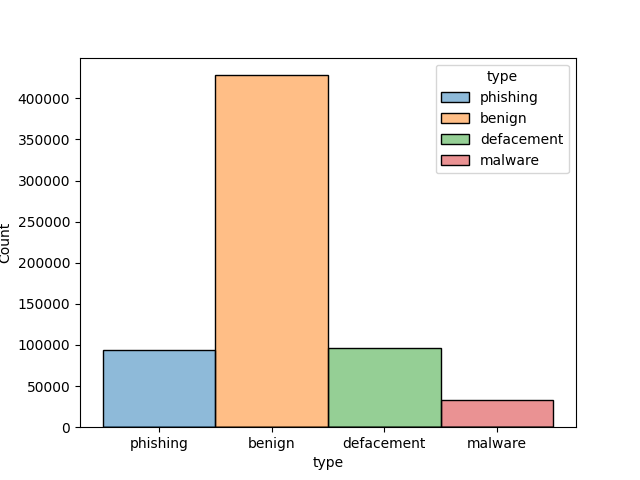 type
phishing
benign
defacement
malware
400000
350000
300000
250000
200000
150000
100000
50000
0
Count
phishing benign defacement malware
type